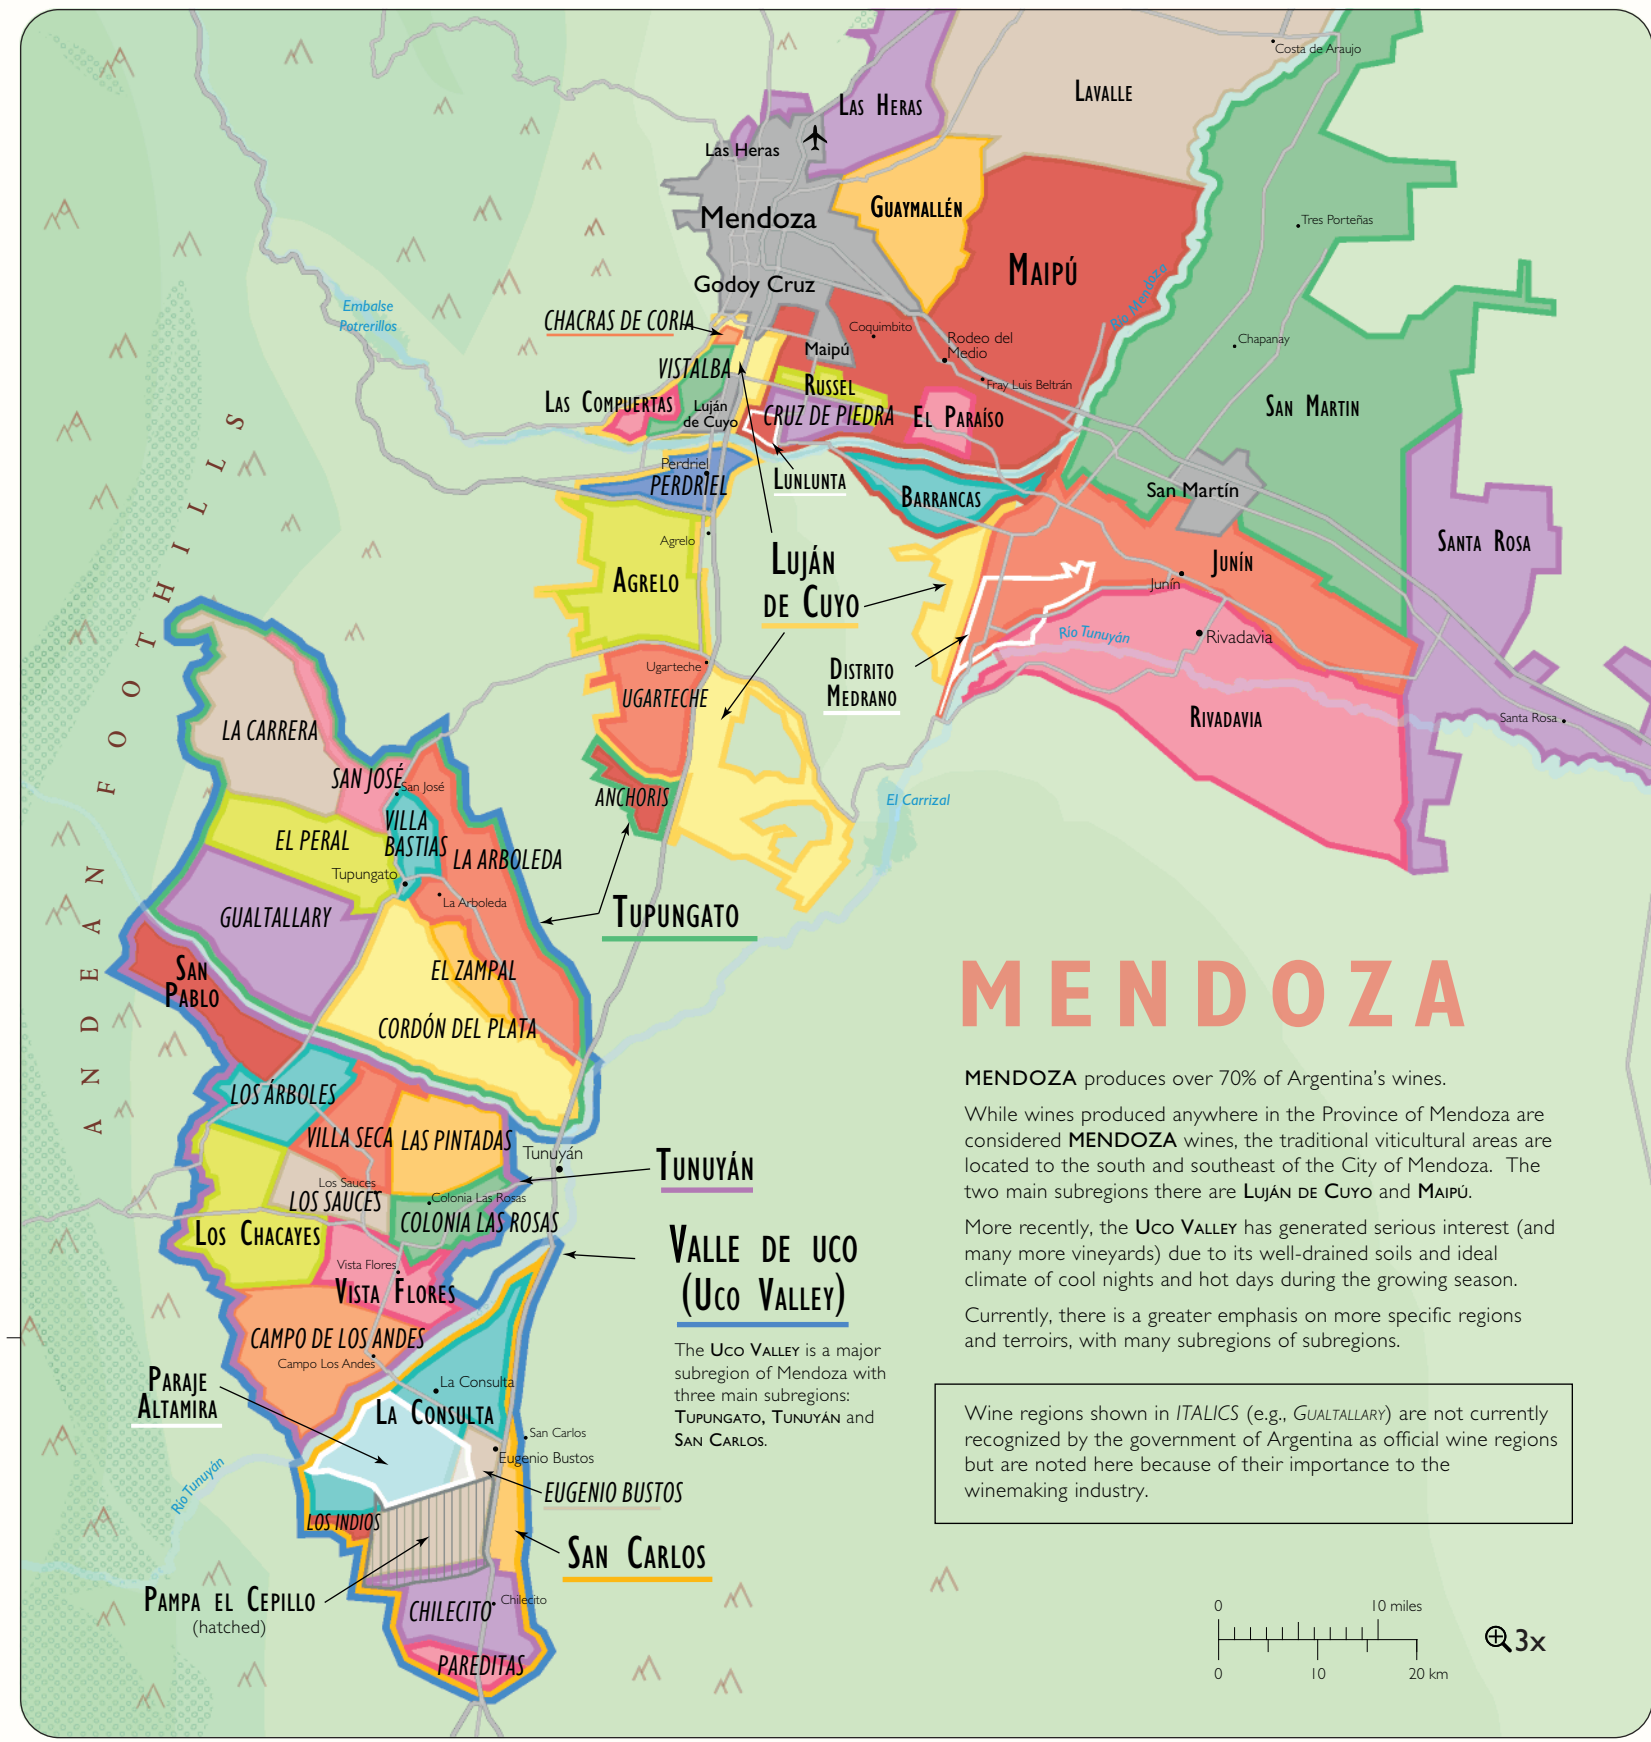 Costa de Araujo
LAVALLE
LAS HERAS
Las Heras
GUAYMALLÉN
Tres Porteñas
Mendoza
MAIPÚ
Godoy Cruz
Río Mendoza
Embalse
Potrerillos
CHACRAS DE CORIA
Coquimbito
Rodeo del
Medio
Maipú
Chapanay
VISTALBA
Fray Luis Beltrán
RUSSEL
LAS COMPUERTAS
Luján
de Cuyo
CRUZ DE PIEDRA
EL PARAÍSO
SAN MARTIN
Perdriel
PERDRIEL
LUNLUNTA
BARRANCAS
San Martín
Agrelo
SANTA ROSA
LUJÁN
DE CUYO
AGRELO
JUNÍN
Junín
Río Tunuyán
Rivadavia
Ugarteche
UGARTECHE
DISTRITO
MEDRANO
RIVADAVIA
Santa Rosa
ANDEAN FOOTHILLS
LA CARRERA
SAN JOSÉ
San José
ANCHORIS
El Carrizal
VILLA
BASTIAS
EL PERAL
LA ARBOLEDA
Tupungato
La Arboleda
GUALTALLARY
TUPUNGATO
SAN
PABLO
EL ZAMPAL
CORDÓN DEL PLATA
LOS ÁRBOLES
VILLA SECA
LAS PINTADAS
Tunuyán
TUNUYÁN
Los Sauces
LOS SAUCES
Colonia Las Rosas
COLONIA LAS ROSAS
LOS CHACAYES
VALLE DE UCO
(UCO VALLEY)
Vista Flores
VISTA FLORES
CAMPO DE LOS ANDES
Campo Los Andes
The UCO VALLEY is a major
subregion of Mendoza with
three main subregions:
TUPUNGATO, TUNUYÁN and
SAN CARLOS.
PARAJE
ALTAMIRA
La Consulta
LA CONSULTA
San Carlos
Eugenio Bustos
EUGENIO BUSTOS
Río Tunuyán
LOS INDIOS
SAN CARLOS
PAMPA EL CEPILLO
(hatched)
CHILECITO
Chilecito
PAREDITAS
MENDOZA
MENDOZA produces over 70% of Argentina's wines.
While wines produced anywhere in the Province of Mendoza are
considered MENDOZA wines, the traditional viticultural areas are
located to the south and southeast of the City of Mendoza. The
two main subregions there are LUJÁN DE CUYO and MAIPÚ.
More recently, the UCO VALLEY has generated serious interest (and
many more vineyards) due to its well-drained soils and ideal
climate of cool nights and hot days during the growing season.
Currently, there is a greater emphasis on more specific regions
and terroirs, with many subregions of subregions.
Wine regions shown in ITALICS (e.g., GUALTALLARY) are not currently
recognized by the government of Argentina as official wine regions
but are noted here because of their importance to the
winemaking industry.
0 10 miles
0 10 20 km
3x